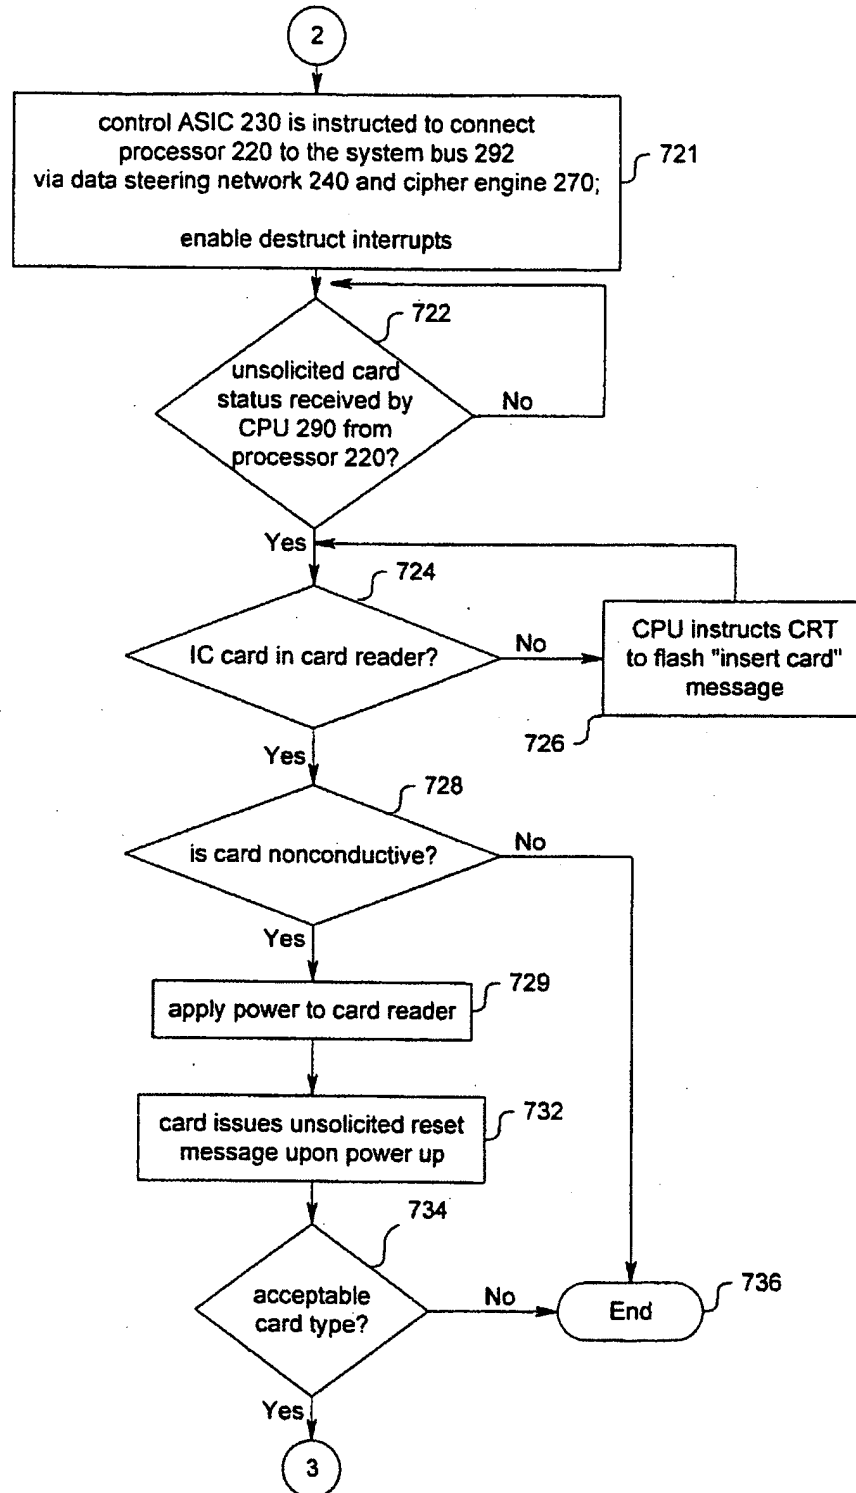 2
control ASIC 230 is instructed to connect
processor 220 to the system bus 292
via data steering network 240 and cipher engine 270;
721
enable destruct interrupts
722
unsolicited card
status received by
CPU 290 from
processor 220?
No
Yes
724
IC card in card reader?
No
CPU instructs CRT
to flash "insert card"
message
726
Yes
728
is card nonconductive?
No
Yes
729
apply power to card reader
732
card issues unsolicited reset
message upon power up
734
acceptable
card type?
No
End
736
Yes
3